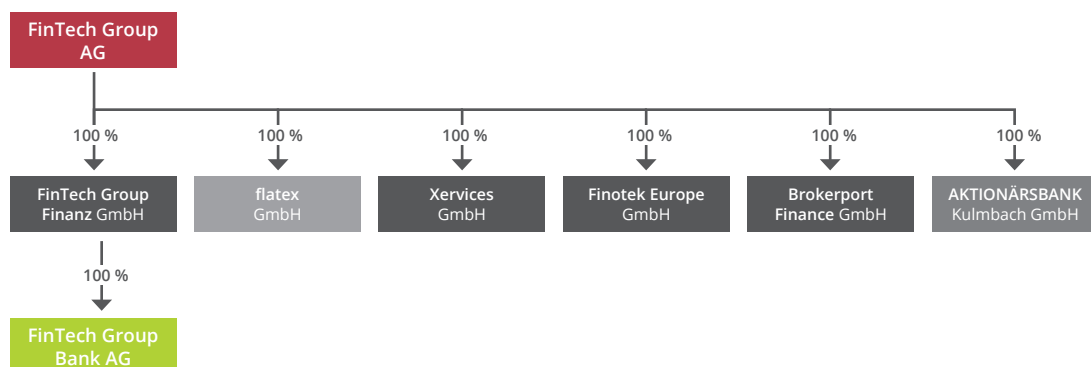 FinTech Group
AG
100 %
100 %
100 %
100 %
100 %
100 %
FinTech Group
Finanz GmbH
flatex
GmbH
Xervices
GmbH
Finotek Europe
GmbH
Brokerport
Finance GmbH
AKTIONÄRSBANK
Kulmbach GmbH
100 %
FinTech Group
Bank AG